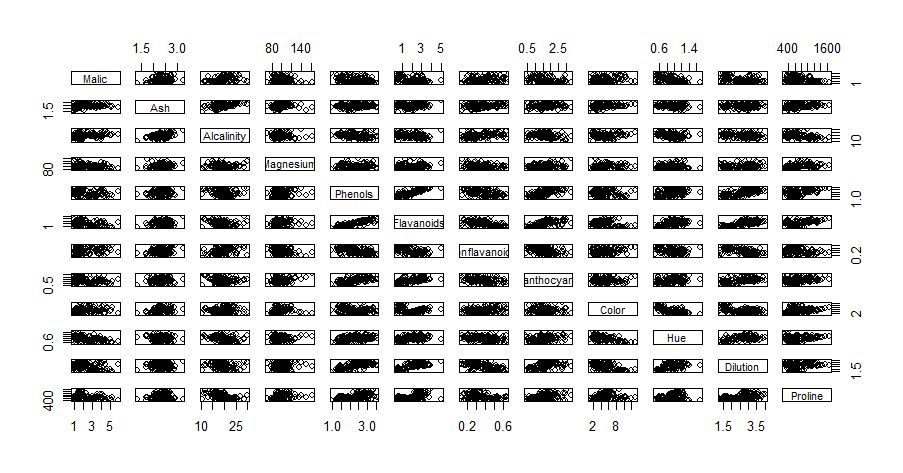 1.5 3.0 80 140 1 3 5 0.5 2.5 0.6 1.4 400 1600
Malic 1
1.5 Ash
Alcalinity 10
80 Magnesium
Phenols 1.0
1 Flavanoids
nflavanoid 0.2
0.5 anthocyan
Color 2
0.6 Hue
Dilution 1.5
400 Proline
1 3 5 10 25 1.0 3.0 0.2 0.6 2 8 1.5 3.5